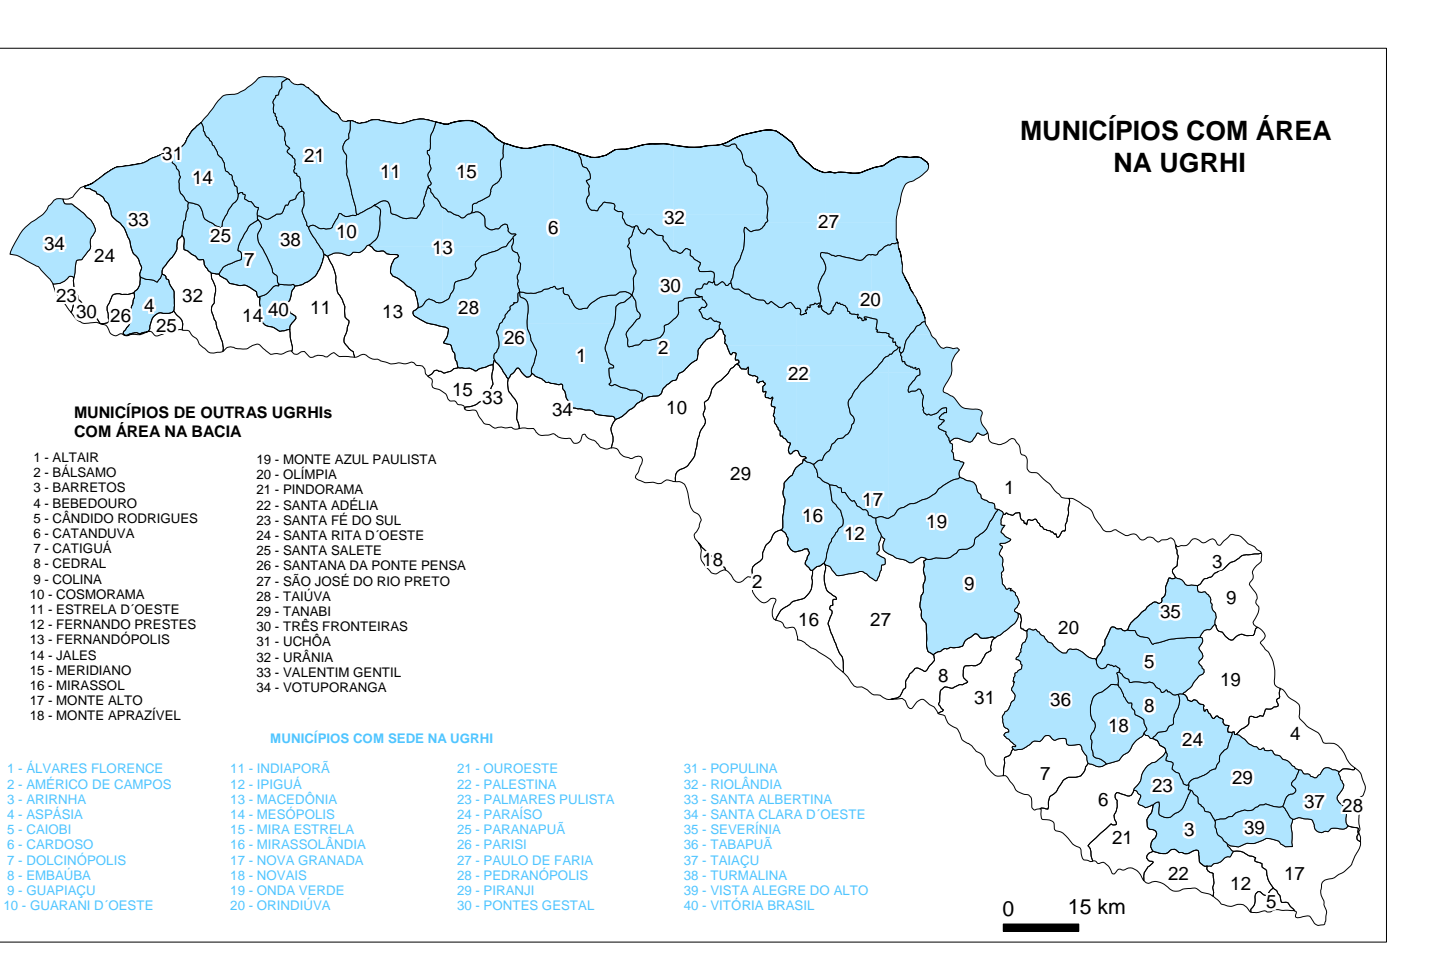 MUNICÍPIOS COM ÁREA
NA UGRHI
31
14
21
11
15
33
34
24
25
7
38
10
13
6
32
27
23
30
26
4
25
32
14
40
11
13
28
26
1
2
30
20
22
15
33
34
10
29
18
2
16
12
17
19
1
9
16
27
8
31
20
3
9
35
5
19
36
18
8
24
4
7
6
23
29
37
28
21
3
39
22
12
5
17
MUNICÍPIOS DE OUTRAS UGRHIs
COM ÁREA NA BACIA
1 - ALTAIR
2 - BÁLSAMO
3 - BARRETOS
4 - BEBEDOURO
5 - CÂNDIDO RODRIGUES
6 - CATANDUVA
7 - CATIGUÁ
8 - CEDRAL
9 - COLINA
10 - COSMORAMA
11 - ESTRELA D´OESTE
12 - FERNANDO PRESTES
13 - FERNANDÓPOLIS
14 - JALES
15 - MERIDIANO
16 - MIRASSOL
17 - MONTE ALTO
18 - MONTE APRAZÍVEL
19 - MONTE AZUL PAULISTA
20 - OLÍMPIA
21 - PINDORAMA
22 - SANTA ADÉLIA
23 - SANTA FÉ DO SUL
24 - SANTA RITA D´OESTE
25 - SANTA SALETE
26 - SANTANA DA PONTE PENSA
27 - SÃO JOSÉ DO RIO PRETO
28 - TAIÚVA
29 - TANABI
30 - TRÊS FRONTEIRAS
31 - UCHÔA
32 - URÂNIA
33 - VALENTIM GENTIL
34 - VOTUPORANGA
MUNICÍPIOS COM SEDE NA UGRHI
1 - ÁLVARES FLORENCE
2 - AMÉRICO DE CAMPOS
3 - ARIRNHA
4 - ASPÁSIA
5 - CAIOBI
6 - CARDOSO
7 - DOLCINÓPOLIS
8 - EMBAÚBA
9 - GUAPIAÇU
10 - GUARANI D´OESTE
11 - INDIAPORÃ
12 - IPIGUÁ
13 - MACEDÔNIA
14 - MESÓPOLIS
15 - MIRA ESTRELA
16 - MIRASSOLÂNDIA
17 - NOVA GRANADA
18 - NOVAIS
19 - ONDA VERDE
20 - ORINDIÚVA
21 - OUROESTE
22 - PALESTINA
23 - PALMARES PULISTA
24 - PARAÍSO
25 - PARANAPUÃ
26 - PARISI
27 - PAULO DE FARIA
28 - PEDRANÓPOLIS
29 - PIRANJI
30 - PONTES GESTAL
31 - POPULINA
32 - RIOLÂNDIA
33 - SANTA ALBERTINA
34 - SANTA CLARA D´OESTE
35 - SEVERÍNIA
36 - TABAPUÃ
37 - TAIAÇU
38 - TURMALINA
39 - VISTA ALEGRE DO ALTO
40 - VITÓRIA BRASIL
0 15 km